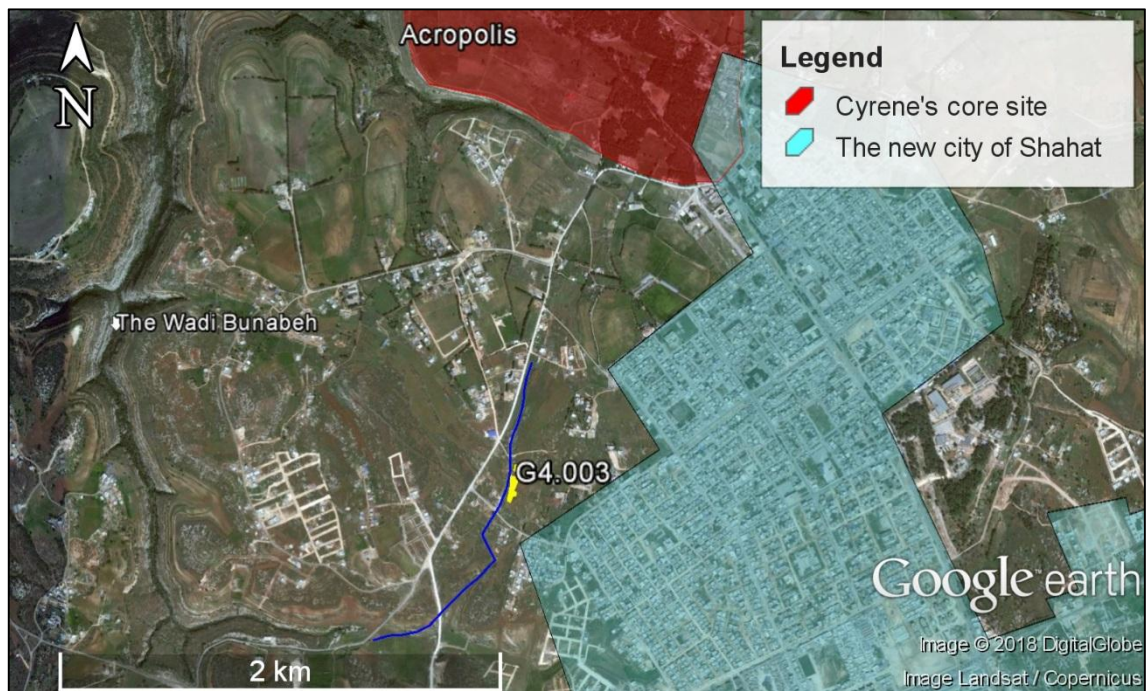 Acropolis
N
Legend
Cyrene's core site
The new city of Shahat
The Wadi Bunabeh
G4.003
Google earth
2 km
Image © 2018 DigitalGlobe
Image Landsat / Copernicus